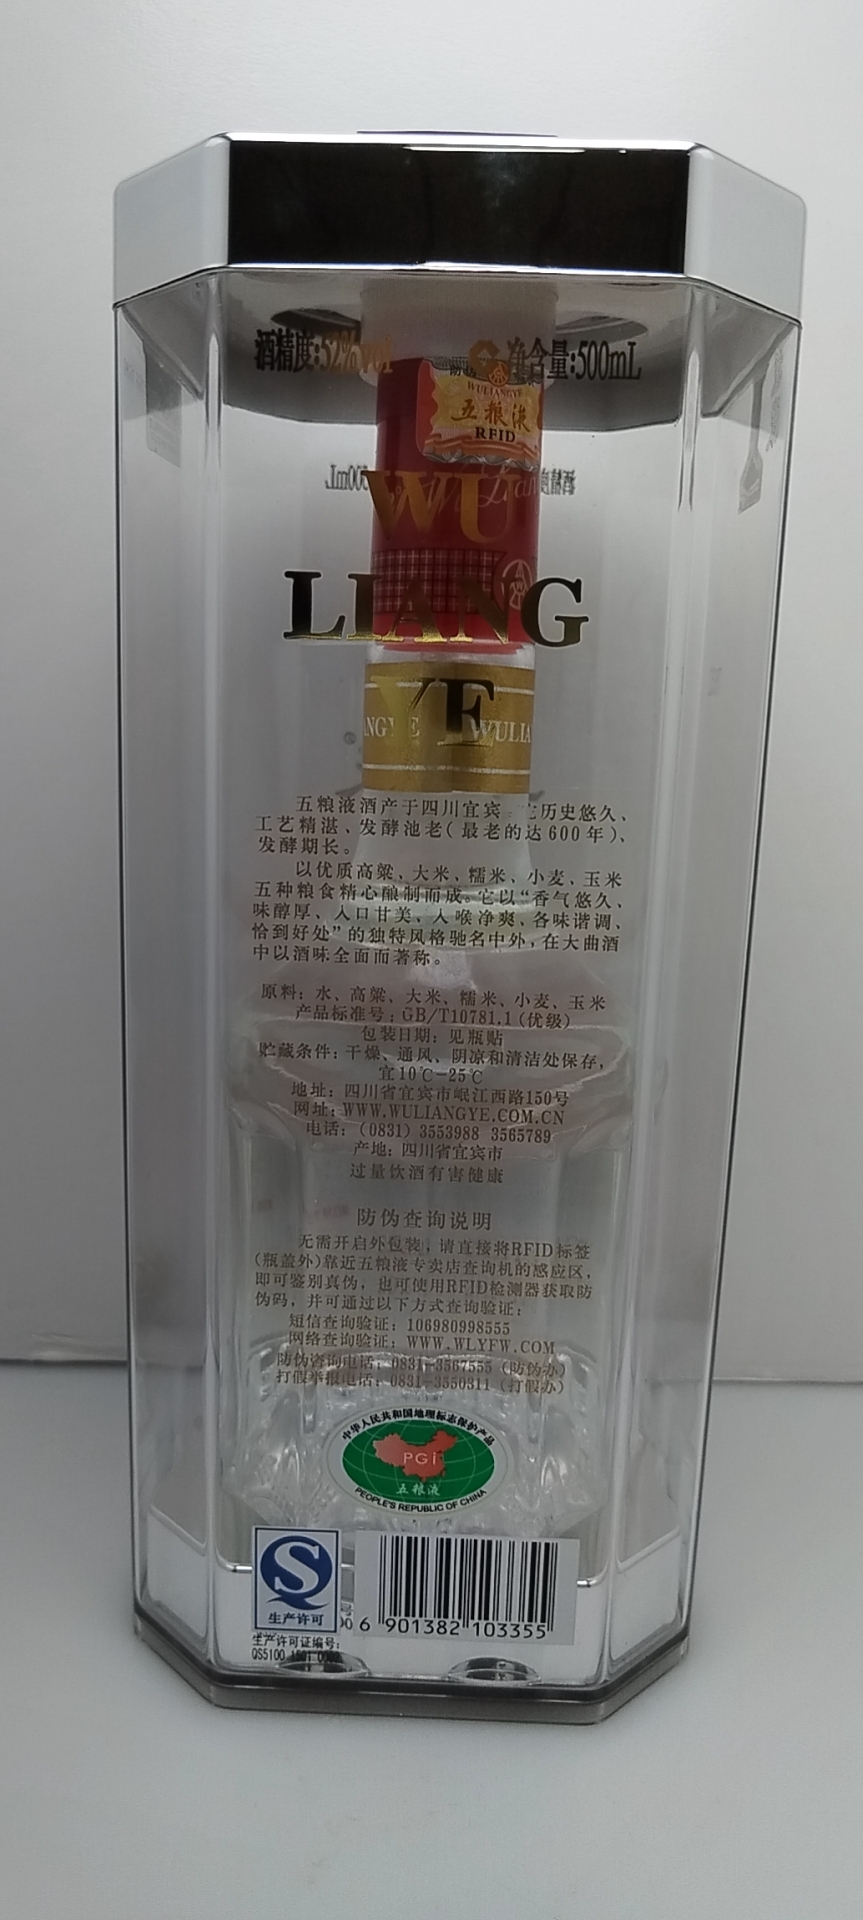 酒精度:52%vol 净含量:500mL
WULIANGYE
五粮液
RFID
WU
LIANG
YE
五粮液酒产于四川宜宾 历史悠久、
工艺精湛、发酵池老(最老的达600年)、
发酵期长。
以优质高粱、大米、糯米、小麦、玉米
五种粮食精心酿制而成。它以“香气悠久、
味醇厚、入口甘美、入喉净爽、各味谐调、
恰到好处”的独特风格驰名中外,在大曲酒
中以酒味全面而著称。
原料:水、高粱、大米、糯米、小麦、玉米
产品标准号:GB/T10781.1(优级)
包装日期:见瓶贴
贮藏条件:干燥、通风、阴凉和清洁处保存,
宜10℃-25℃
地址:四川省宜宾市岷江西路150号
网址:WWW.WULIANGYE.COM.CN
电话:(0831)3553988 3565789
产地:四川省宜宾市
过量饮酒有害健康
防伪查询说明
无需开启外包装,请直接将RFID标签
(瓶盖外)靠近五粮液专卖店查询机的感应区,
即可鉴别真伪,也可使用RFID检测器获取防
伪码,并可通过以下方式查询验证:
短信查询验证:106980998555
网络查询验证:WWW.WLYFW.COM
防伪咨询电话:0831-3567555(防伪办)
打假举报电话:0831-3550311(打假办)
中华人民共和国地理标志保护产品
PGI
五粮液
PEOPLE'S REPUBLIC OF CHINA
S
生产许可
6 901382 103355
生产许可证编号:
QS5100 1501